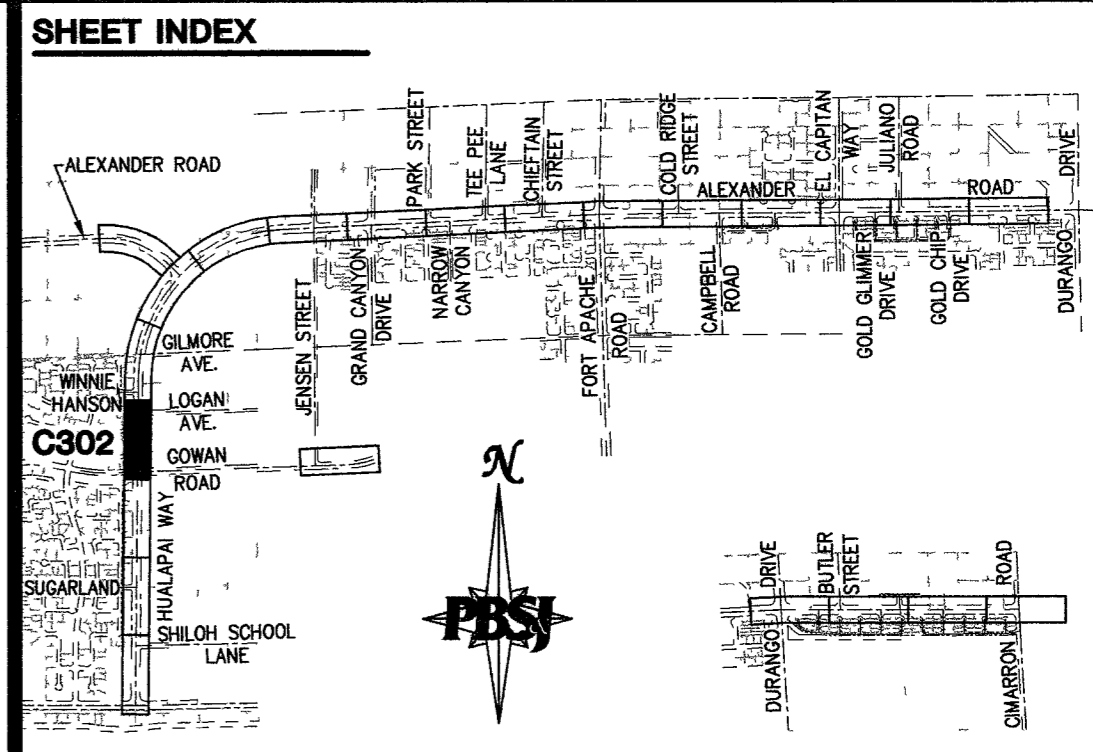 SHEET INDEX
ALEXANDER ROAD
PARK STREET
TEE PEE
LANE
CHIEFTAIN
STREET
COLD RIDGE
STREET
ALEXANDER
EL CAPITAN
WAY
JULIANO
ROAD
ROAD
DRIVE
DURANGO
JENSEN STREET
GRAND CANYON
DRIVE
NARROW
CANYON
FORT APACHE
ROAD
CAMPBELL
ROAD
GOLD GLIMMER
DRIVE
GOLD CHIP
DRIVE
GILMORE
AVE.
WINNIE
HANSON
LOGAN
AVE.
C302
GOWAN
ROAD
HUALAPAI WAY
SUGARLAND
SHILOH SCHOOL
LANE
N
PBSJ
DRIVE
DURANGO
BUTLER
STREET
ROAD
CIMARRON